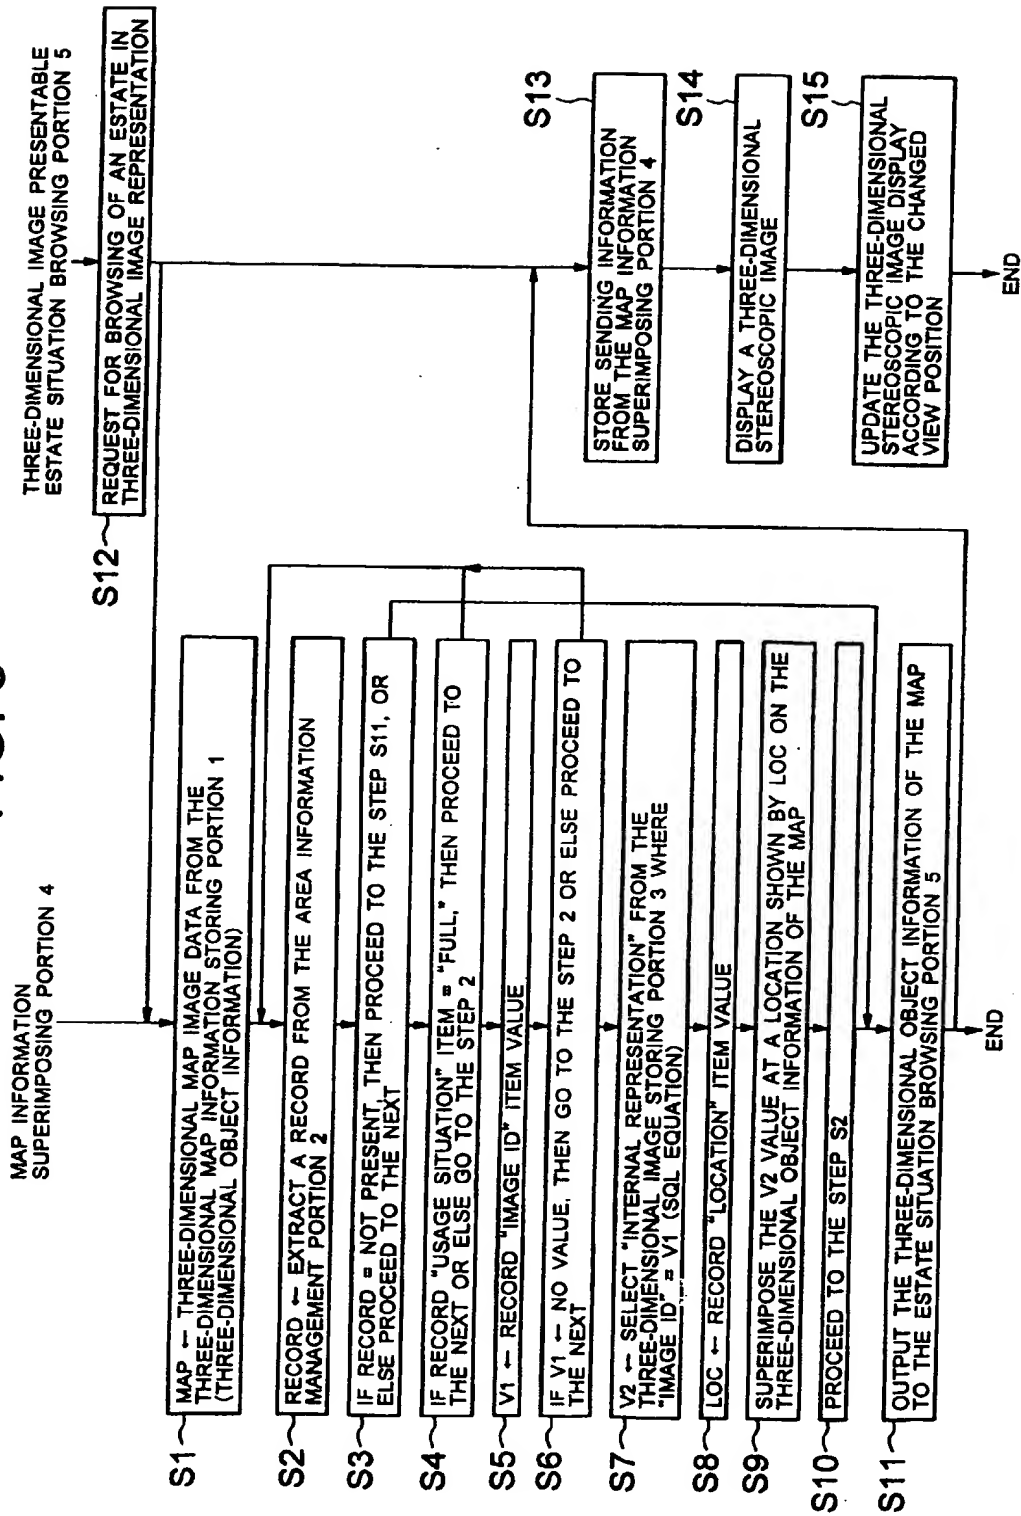 MAP INFORMATION
SUPERIMPOSING PORTION 4
S1
MAP ← THREE-DIMENSIONAL MAP IMAGE DATA FROM THE
THREE-DIMENSIONAL MAP INFORMATION STORING PORTION 1
(THREE-DIMENSIONAL OBJECT INFORMATION)
S2
RECORD ← EXTRACT A RECORD FROM THE AREA INFORMATION
MANAGEMENT PORTION 2
S3
IF RECORD = NOT PRESENT, THEN PROCEED TO THE STEP S11, OR
ELSE PROCEED TO THE NEXT
S4
IF RECORD "USAGE SITUATION" ITEM = "FULL," THEN PROCEED TO
THE NEXT OR ELSE GO TO THE STEP 2
S5
V1 ← RECORD "IMAGE ID" ITEM VALUE
S6
IF V1 ← NO VALUE, THEN GO TO THE STEP 2 OR ELSE PROCEED TO
THE NEXT
S7
V2 ← SELECT "INTERNAL REPRESENTATION" FROM THE
THREE-DIMENSIONAL IMAGE STORING PORTION 3 WHERE
"IMAGE ID" = V1 (SQL EQUATION)
S8
LOC ← RECORD "LOCATION" ITEM VALUE
S9
SUPERIMPOSE THE V2 VALUE AT A LOCATION SHOWN BY LOC ON THE
THREE-DIMENSIONAL OBJECT INFORMATION OF THE MAP
S10
PROCEED TO THE STEP S2
S11
OUTPUT THE THREE-DIMENSIONAL OBJECT INFORMATION OF THE MAP
TO THE ESTATE SITUATION BROWSING PORTION 5
END
THREE-DIMENSIONAL IMAGE PRESENTABLE
ESTATE SITUATION BROWSING PORTION 5
S12
REQUEST FOR BROWSING OF AN ESTATE IN
THREE-DIMENSIONAL IMAGE REPRESENTATION
S13
STORE SENDING INFORMATION
FROM THE MAP INFORMATION
SUPERIMPOSING PORTION 4
S14
DISPLAY A THREE-DIMENSIONAL
STEREOSCOPIC IMAGE
S15
UPDATE THE THREE-DIMENSIONAL
STEREOSCOPIC IMAGE DISPLAY
ACCORDING TO THE CHANGED
VIEW POSITION
END